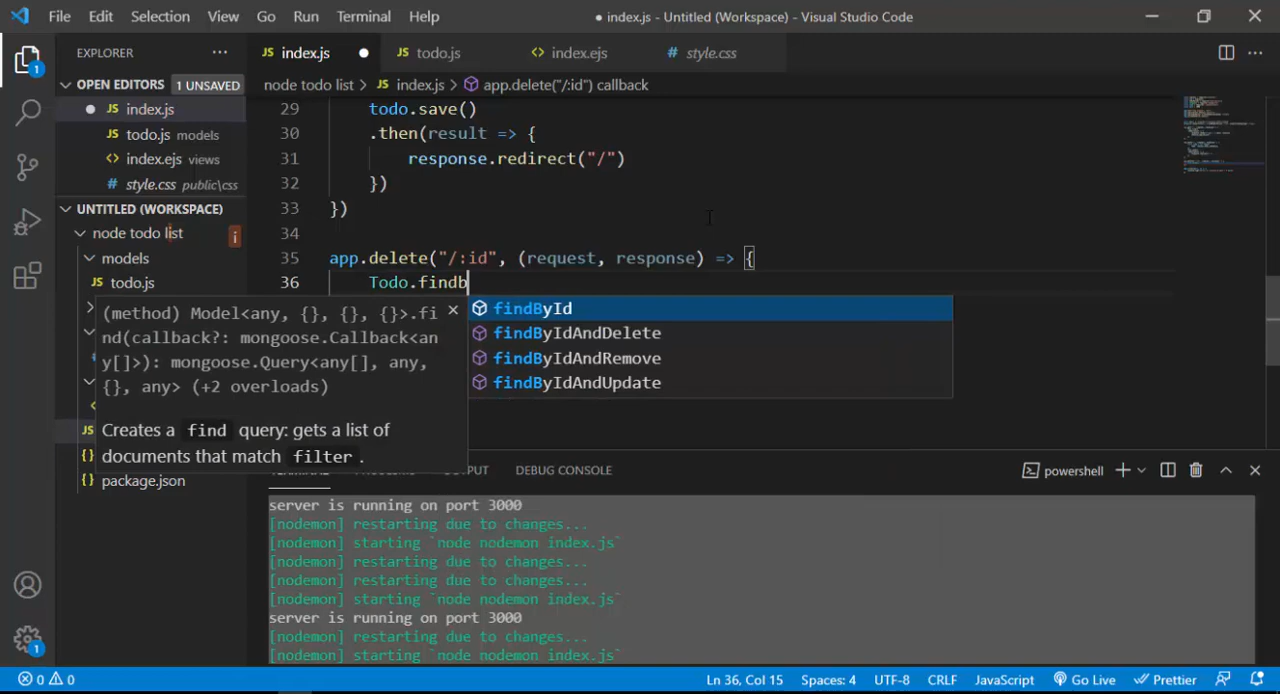 File Edit Selection View Go Run Terminal Help ● index.js - Untitled (Workspace) - Visual Studio Code
EXPLORER ··· JS index.js ● JS todo.js <> index.ejs # style.css ···
OPEN EDITORS 1 UNSAVED
node todo list > JS index.js > app.delete("/:id") callback
● JS index.js
JS todo.js models
<> index.ejs views
# style.css public\css
UNTITLED (WORKSPACE)
node todo list
models
JS todo.js
29 todo.save()
30 .then(result => {
31 response.redirect("/")
32 })
33 })
34
35 app.delete("/:id", (request, response) => {
36 Todo.findb
findById
findByIdAndDelete
findByIdAndRemove
findByIdAndUpdate
(method) Model<any, {}, {}, {}>.fi
nd(callback?: mongoose.Callback<an
y[]>): mongoose.Query<any[], any,
{}, any> (+2 overloads)
Creates a find query: gets a list of
documents that match filter.
JS
{}
{} package.json
DEBUG CONSOLE powershell
server is running on port 3000
[nodemon] restarting due to changes...
[nodemon] starting `node nodemon index.js`
[nodemon] restarting due to changes...
[nodemon] restarting due to changes...
[nodemon] starting `node nodemon index.js`
server is running on port 3000
[nodemon] restarting due to changes...
[nodemon] starting `node nodemon index.js`
0 0 Ln 36, Col 15 Spaces: 4 UTF-8 CRLF JavaScript Go Live Prettier